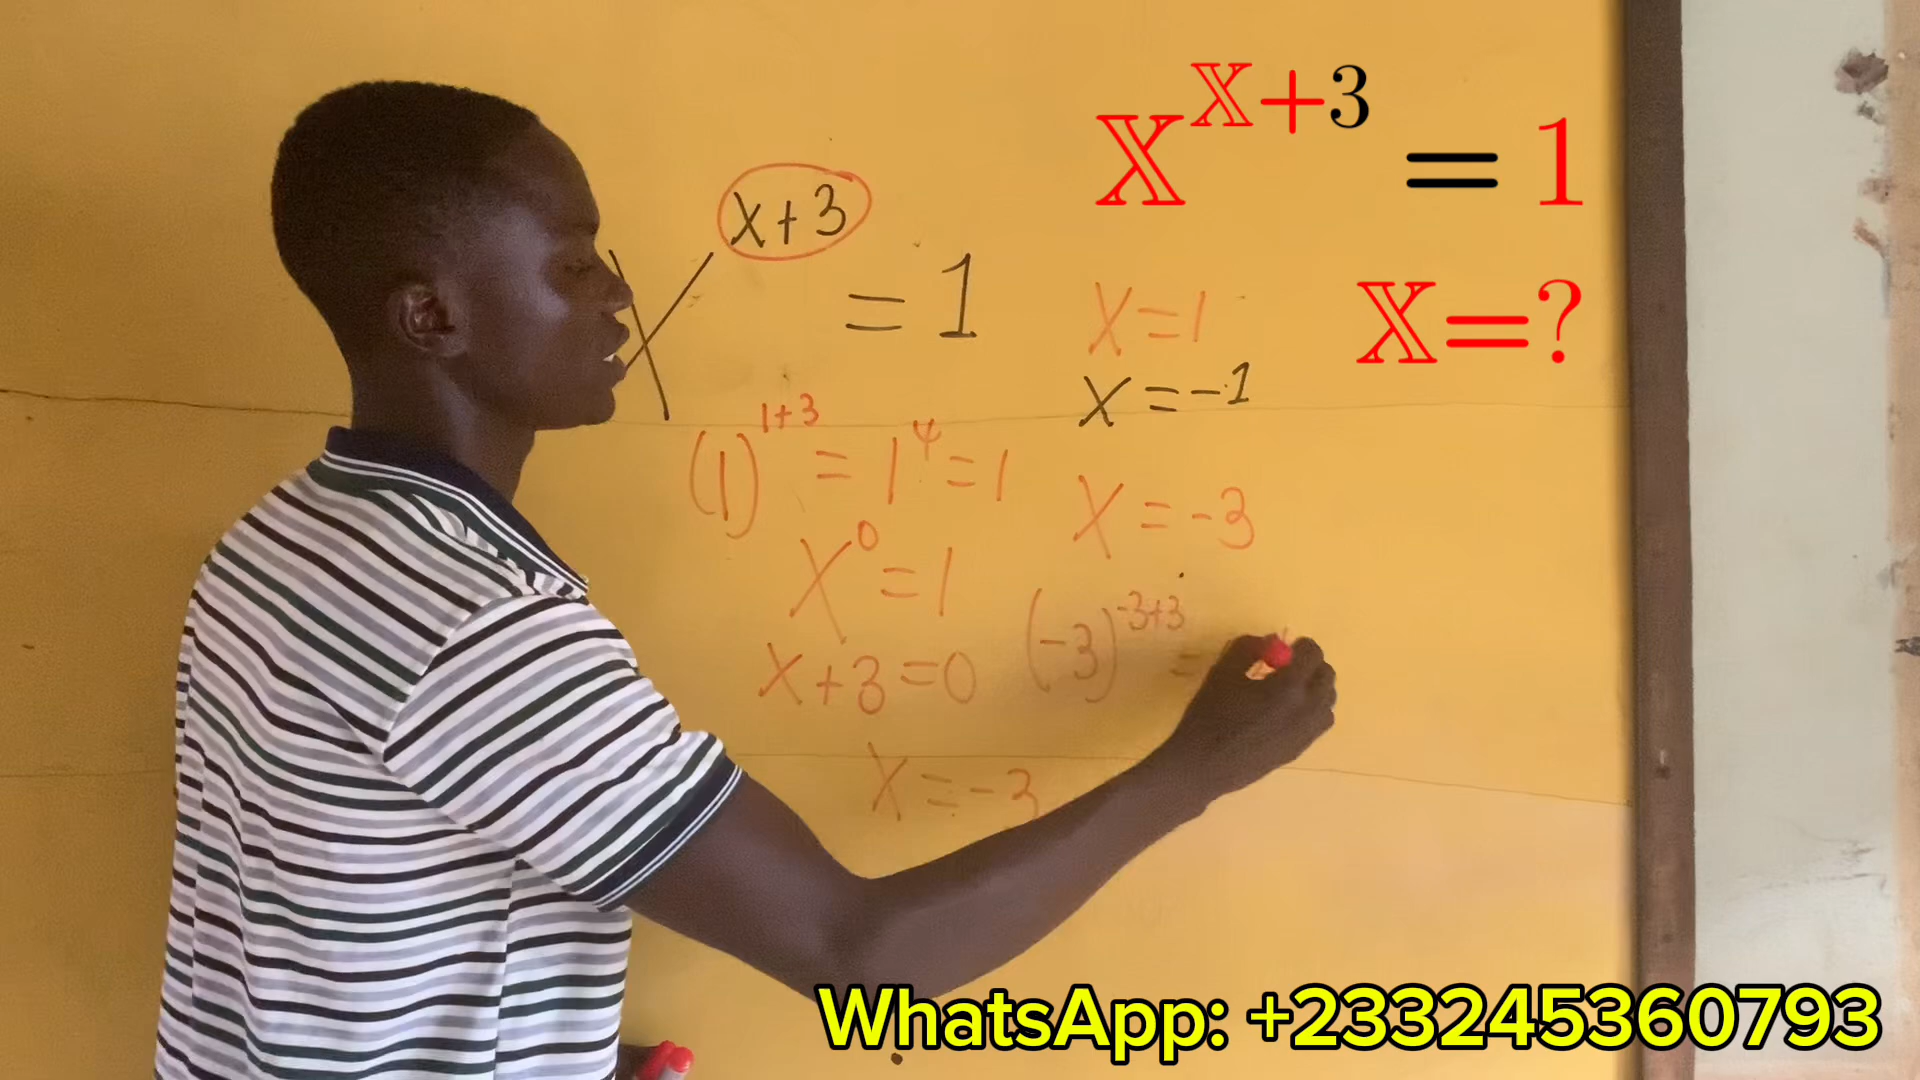 x^{x+3} = 1
x = ?
x^{x+3} = 1
x = 1
x = -1
(1)^{1+3} = 1^4 = 1
x = -3
x^0 = 1
x + 3 = 0
(-3)^{-3+3} =
x = -3
WhatsApp: +233245360793